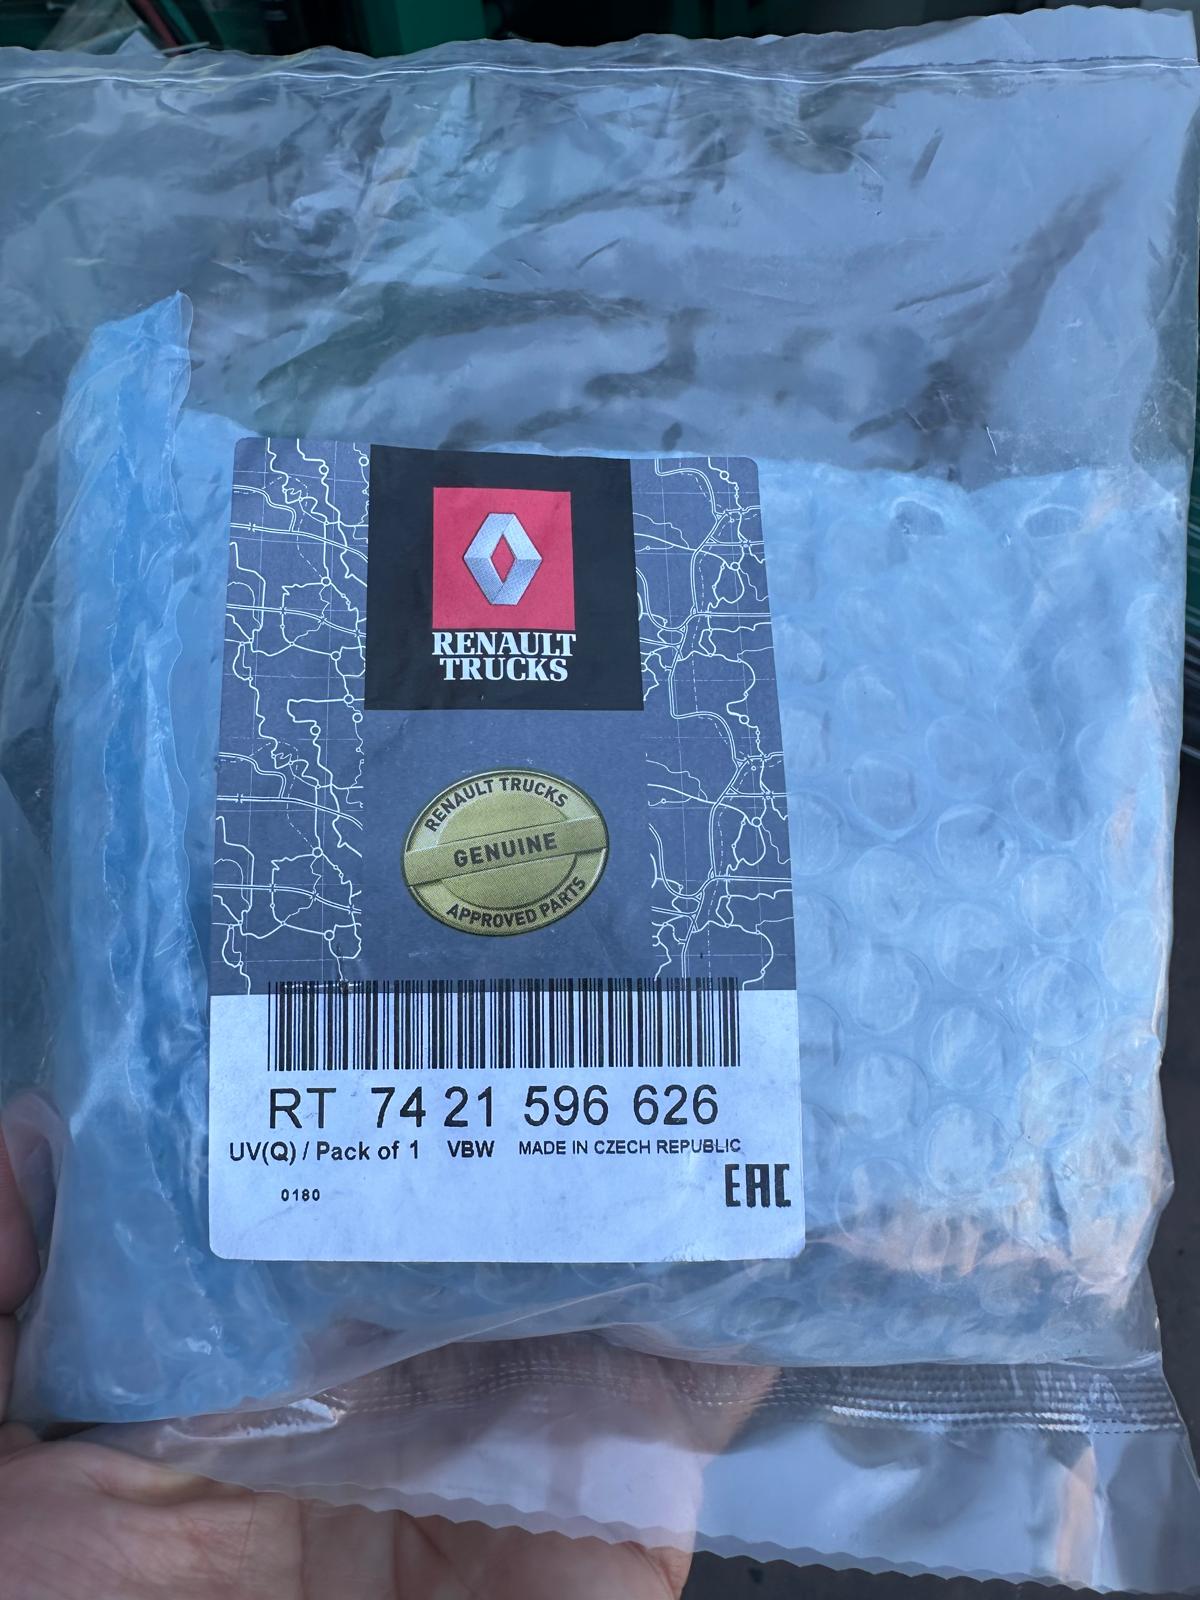 RENAULT
TRUCKS
RENAULT TRUCKS
GENUINE
APPROVED PARTS
RT 74 21 596 626
UV(Q) / Pack of 1 VBW MADE IN CZECH REPUBLIC
EAC
0180